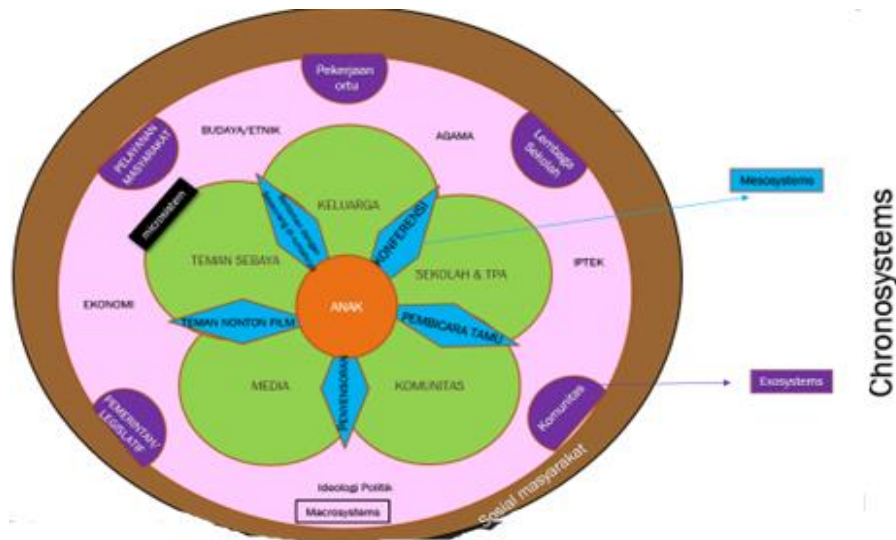 Pekerjaan
ortu
BUDAYA/ETNIK
AGAMA
PELAYANAN
MASYARAKAT
Lembaga
Sekolah
Mesosystems
microsistem
KELUARGA
KONFERENSI
TEMAN SEBAYA
SEKOLAH & TPA
IPTEK
EKONOMI
ANAK
TEMAN NONTON FILM
PEMBICARA TAMU
MEDIA
PENYENSORAN
KOMUNITAS
Exosystems
PEMERINTAH/
LEGISLATIF
Komunitas
Ideologi Politik
Macrosystems
Sosial masyarakat
Chronosystems